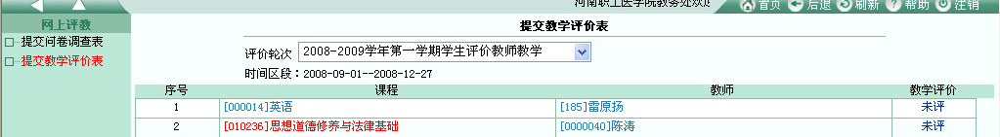 河南职工医学院教务处欢迎
首页 后退 刷新 帮助 注销
网上评教
提交问卷调查表
提交教学评价表
提交教学评价表
评价轮次 2008-2009学年第一学期学生评价教师教学
时间区段：2008-09-01--2008-12-27
序号 课程 教师 教学评价
1 [000014]英语 [185]雷原扬 未评
2 [010236]思想道德修养与法律基础 [0000040]陈涛 未评